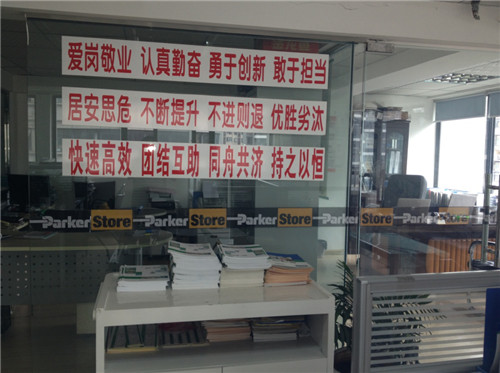 爱岗敬业 认真勤奋 勇于创新 敢于担当
居安思危 不断提升 不进则退 优胜劣汰
快速高效 团结互助 同舟共济 持之以恒
Parker Store Parker Store Parker Store Parker Store Parker Store